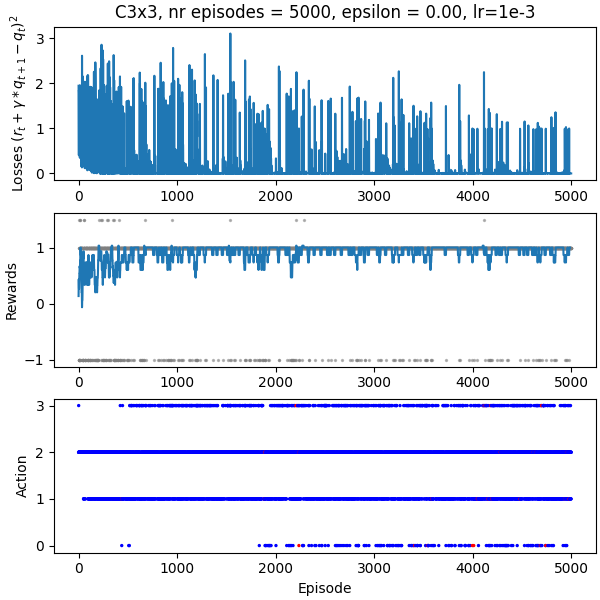 C3x3, nr episodes = 5000, epsilon = 0.00, lr=1e-3
Losses (r_t + γ * q_{t+1} − q_t)^2
3
2
1
0
0 1000 2000 3000 4000 5000
Rewards
1
0
−1
0 1000 2000 3000 4000 5000
Action
3
2
1
0
0 1000 2000 3000 4000 5000
Episode